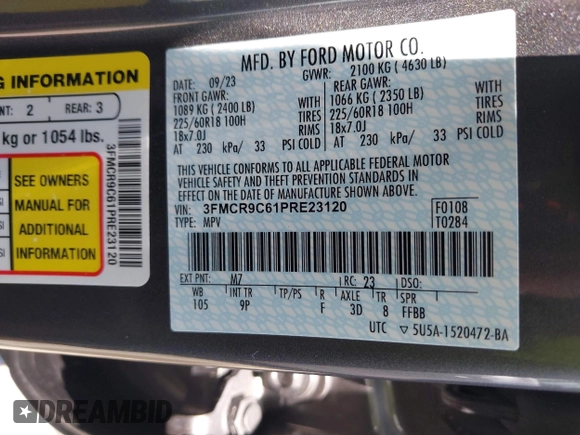 G INFORMATION
NT: 2 REAR: 3
kg or 1054 lbs.
SEE OWNERS
MANUAL FOR
ADDITIONAL
INFORMATION
3FMCR9C61PRE23120
MFD. BY FORD MOTOR CO.
DATE: 09/23 GVWR: 2100 KG ( 4630 LB)
FRONT GAWR: REAR GAWR:
1089 KG ( 2400 LB) WITH 1066 KG ( 2350 LB) WITH
225/60R18 100H TIRES 225/60R18 100H TIRES
18x7.0J RIMS 18x7.0J RIMS
AT 230 kPa/ 33 PSI COLD AT 230 kPa/ 33 PSI COLD
THIS VEHICLE CONFORMS TO ALL APPLICABLE FEDERAL MOTOR
VEHICLE SAFETY AND THEFT PREVENTION STANDARDS IN
EFFECT ON THE DATE OF MANUFACTURE SHOWN ABOVE.
VIN: 3FMCR9C61PRE23120 F0108
TYPE: MPV T0284
EXT PNT: M7 RC: 23 DSO:
WB INT TR TP/PS R AXLE TR SPR
105 9P F 3D 8 FFBB
UTC ▽ 5U5A-1520472-BA
DREAMBID